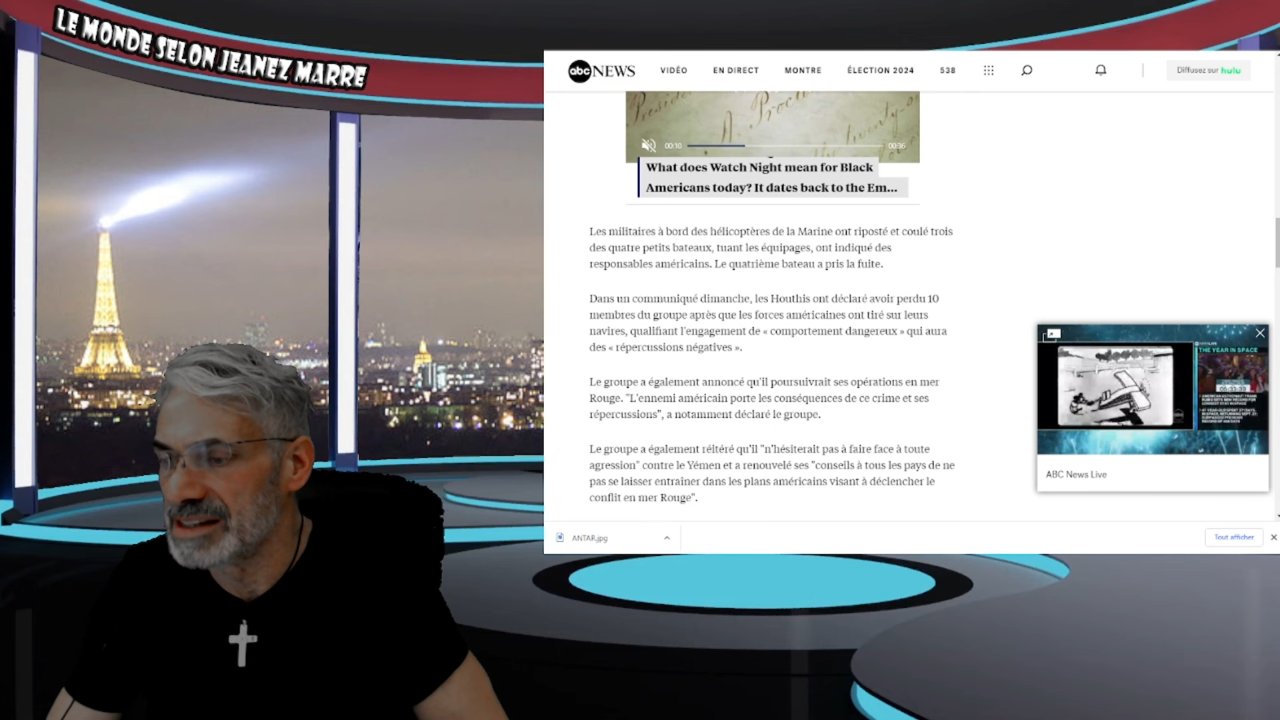 LE MONDE SELON JEANEZ MARRE
abc NEWS VIDÉO EN DIRECT MONTRE ÉLECTION 2024 538 Diffusez sur hulu
00:10 00:36
What does Watch Night mean for Black
Americans today? It dates back to the Em...
Les militaires à bord des hélicoptères de la Marine ont riposté et coulé trois
des quatre petits bateaux, tuant les équipages, ont indiqué des
responsables américains. Le quatrième bateau a pris la fuite.
Dans un communiqué dimanche, les Houthis ont déclaré avoir perdu 10
membres du groupe après que les forces américaines ont tiré sur leurs
navires, qualifiant l'engagement de « comportement dangereux » qui aura
des « répercussions négatives ».
Le groupe a également annoncé qu'il poursuivrait ses opérations en mer
Rouge. "L'ennemi américain porte les conséquences de ce crime et ses
répercussions", a notamment déclaré le groupe.
Le groupe a également réitéré qu'il "n'hésiterait pas à faire face à toute
agression" contre le Yémen et a renouvelé ses "conseils à tous les pays de ne
pas se laisser entraîner dans les plans américains visant à déclencher le
conflit en mer Rouge".
THE YEAR IN SPACE
ABC News Live
ANTAR.jpg
Tout afficher